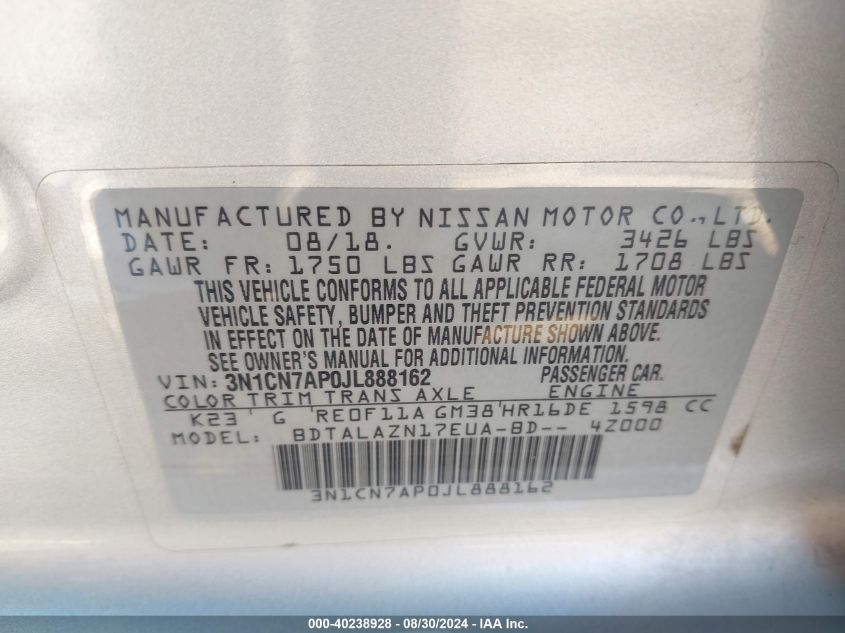 MANUFACTURED BY NISSAN MOTOR CO., LTD.
DATE: 08/18. GVWR: 3426 LBS
GAWR FR: 1750 LBS GAWR RR: 1708 LBS
THIS VEHICLE CONFORMS TO ALL APPLICABLE FEDERAL MOTOR
VEHICLE SAFETY, BUMPER AND THEFT PREVENTION STANDARDS
IN EFFECT ON THE DATE OF MANUFACTURE SHOWN ABOVE.
SEE OWNER'S MANUAL FOR ADDITIONAL INFORMATION.
VIN: 3N1CN7AP0JL888162 PASSENGER CAR.
COLOR TRIM TRANS AXLE ENGINE
K23 G RE0F11A GM38 HR16DE 1598 CC
MODEL: BDTALAZN17EUA-BD-- 4Z000
3N1CN7AP0JL888162
000-40238928 - 08/30/2024 - IAA Inc.